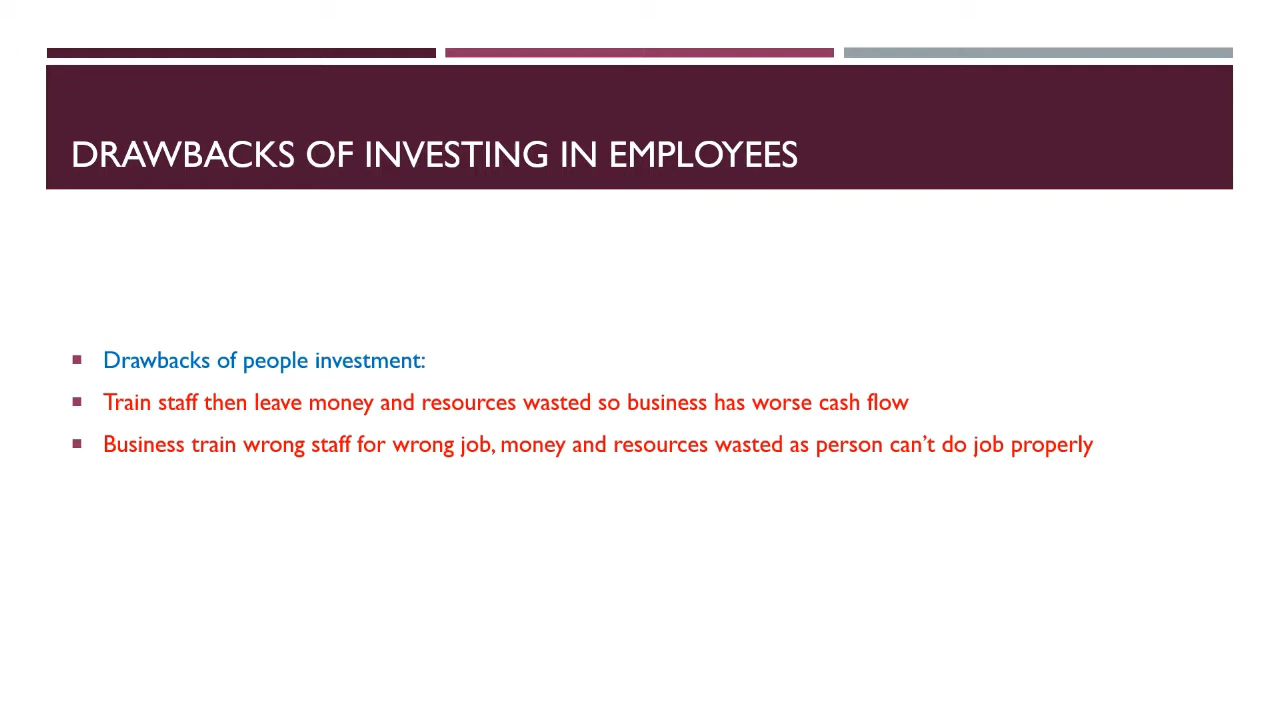 DRAWBACKS OF INVESTING IN EMPLOYEES
Drawbacks of people investment:
Train staff then leave money and resources wasted so business has worse cash flow
Business train wrong staff for wrong job, money and resources wasted as person can’t do job properly